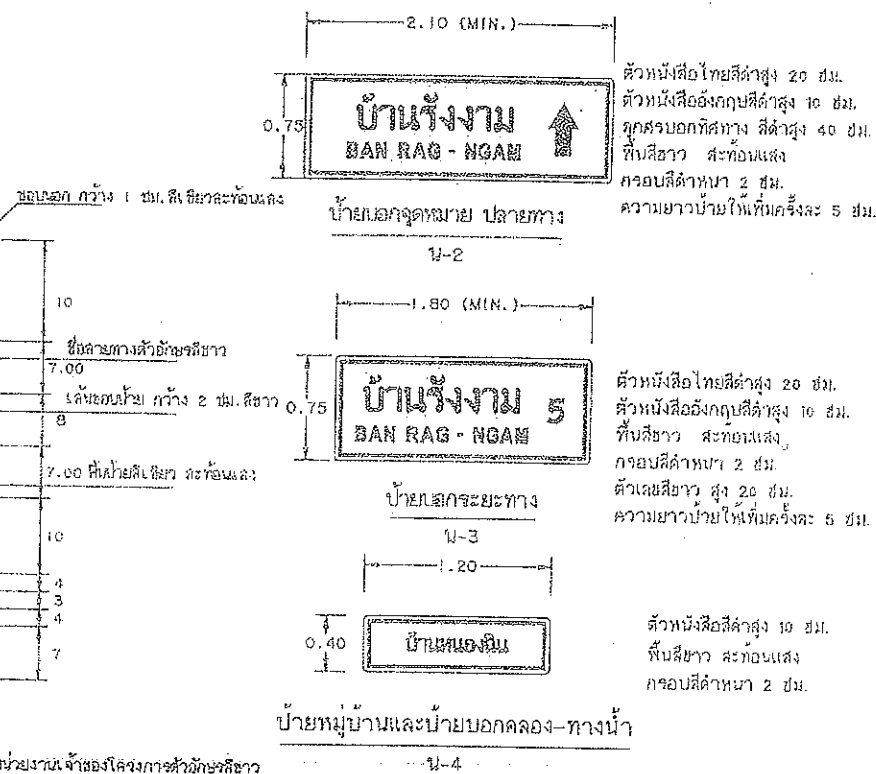 2.10 (MIN.)
0.75
บ้านรังงาม
BAN RAG - NGAM
ตัวหนังสือไทยสีดำสูง 20 ซม.
ตัวหนังสืออังกฤษสีดำสูง 10 ซม.
ลูกศรบอกทิศทาง สีดำสูง 40 ซม.
พื้นสีขาว สะท้อนแสง
กรอบสีดำหนา 2 ซม.
ความยาวป้ายให้เพิ่มครั้งละ 5 ซม.
ป้ายบอกจุดหมาย ปลายทาง
น-2
ขอบนอก กว้าง 1 ซม. สีเขียวสะท้อนแสง
10
ชื่อสายทางตัวอักษรสีขาว
7.00
เส้นขอบป้าย กว้าง 2 ซม. สีขาว
8
7.00 พื้นป้ายสีเขียว สะท้อนแสง
10
4
3
4
7
1.80 (MIN.)
0.75
บ้านรังงาม 5
BAN RAG - NGAM
ตัวหนังสือไทยสีดำสูง 20 ซม.
ตัวหนังสืออังกฤษสีดำสูง 10 ซม.
พื้นสีขาว สะท้อนแสง
กรอบสีดำหนา 2 ซม.
ตัวเลขสีขาว สูง 20 ซม.
ความยาวป้ายให้เพิ่มครั้งละ 5 ซม.
ป้ายบอกระยะทาง
น-3
1.20
0.40
บ้านหนองฉิน
ตัวหนังสือสีดำสูง 10 ซม.
พื้นสีขาว สะท้อนแสง
กรอบสีดำหนา 2 ซม.
ป้ายหมู่บ้านและป้ายบอกคลอง-ทางน้ำ
น-4
หน่วยงานเจ้าของโครงการตัวอักษรสีขาว